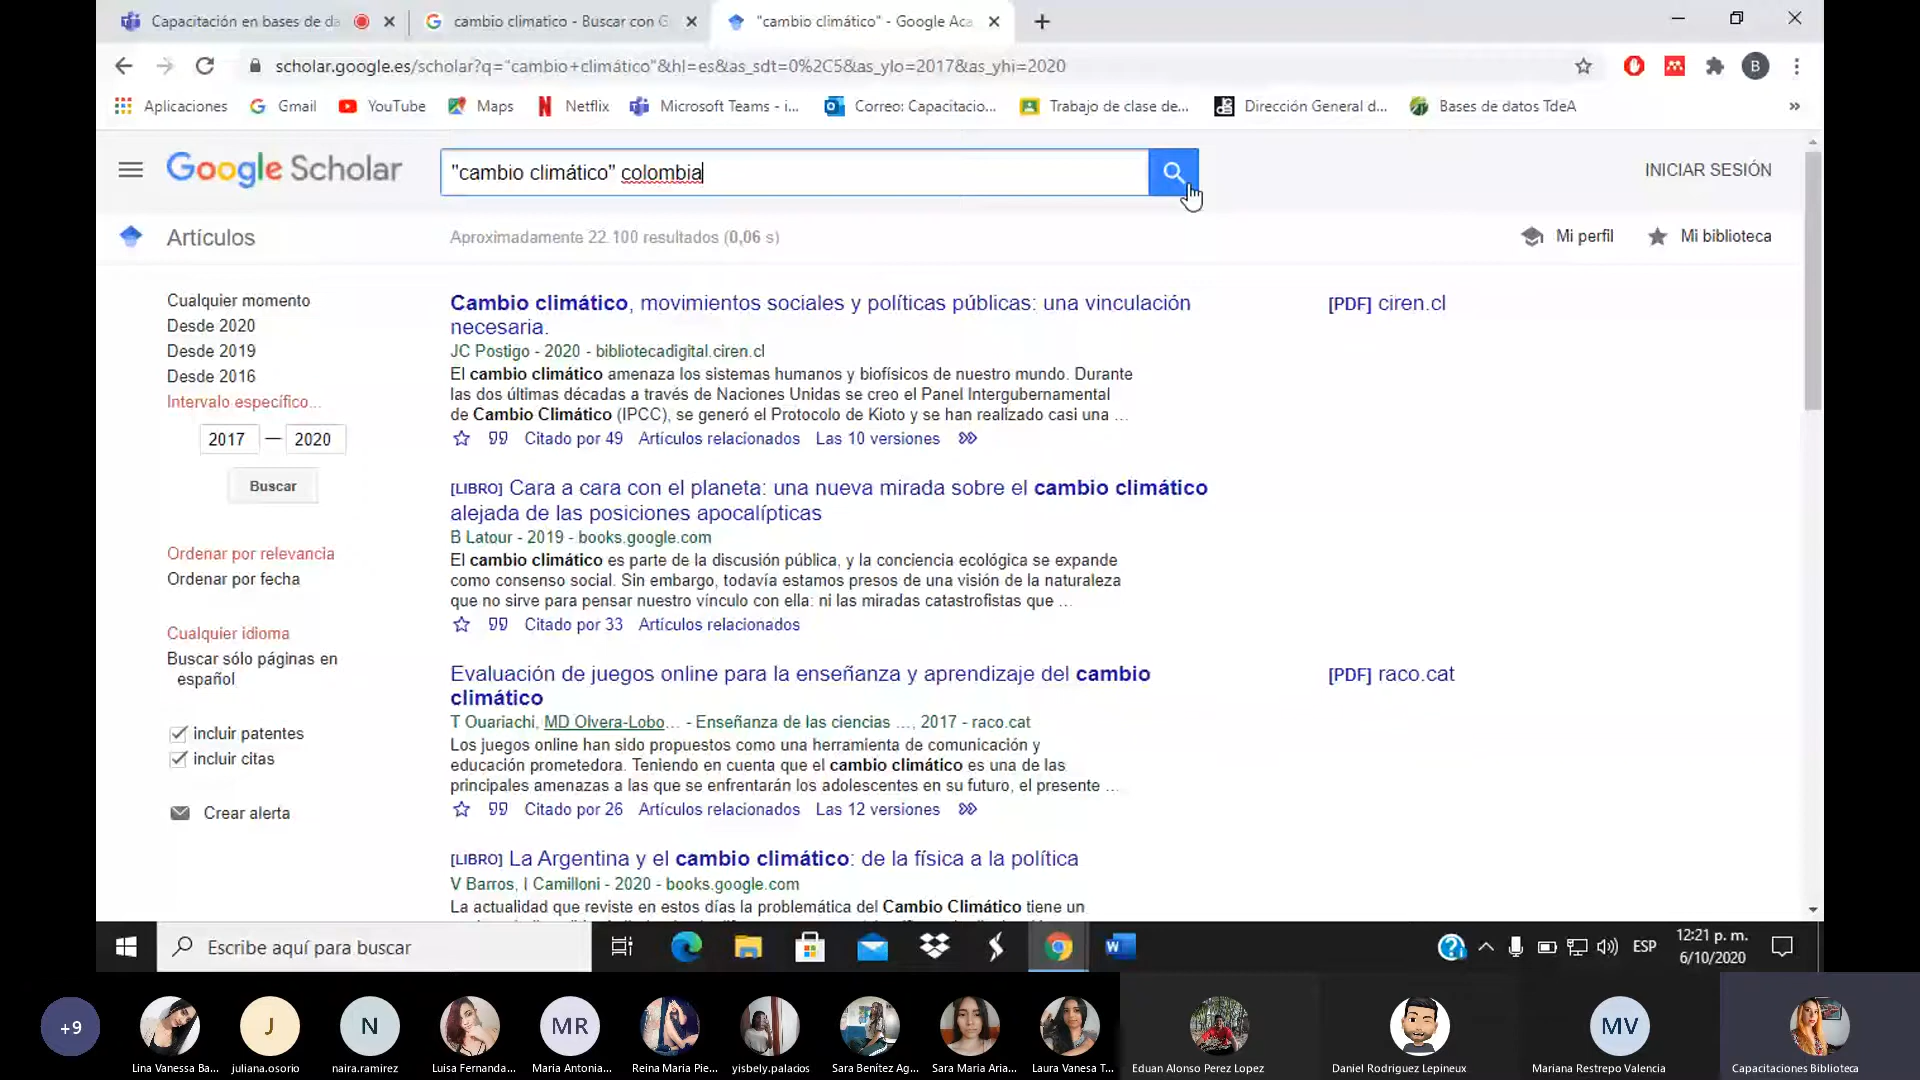 Capacitación en bases de da
cambio climatico - Buscar con G
"cambio climático" - Google Aca
scholar.google.es/scholar?q="cambio+climático"&hl=es&as_sdt=0%2C5&as_ylo=2017&as_yhi=2020
B
Aplicaciones
Gmail
YouTube
Maps
Netflix
Microsoft Teams - i...
Correo: Capacitacio...
Trabajo de clase de...
Dirección General d...
Bases de datos TdeA
Google Scholar
"cambio climático" colombia
INICIAR SESIÓN
Artículos
Aproximadamente 22.100 resultados (0,06 s)
Mi perfil
Mi biblioteca
Cualquier momento
Desde 2020
Desde 2019
Desde 2016
Intervalo específico...
2017 — 2020
Buscar
Ordenar por relevancia
Ordenar por fecha
Cualquier idioma
Buscar sólo páginas en
español
incluir patentes
incluir citas
Crear alerta
Cambio climático, movimientos sociales y políticas públicas: una vinculación
necesaria.
JC Postigo - 2020 - bibliotecadigital.ciren.cl
El cambio climático amenaza los sistemas humanos y biofísicos de nuestro mundo. Durante
las dos últimas décadas a través de Naciones Unidas se creo el Panel Intergubernamental
de Cambio Climático (IPCC), se generó el Protocolo de Kioto y se han realizado casi una ...
Citado por 49 Artículos relacionados Las 10 versiones
[PDF] ciren.cl
[LIBRO] Cara a cara con el planeta: una nueva mirada sobre el cambio climático
alejada de las posiciones apocalípticas
B Latour - 2019 - books.google.com
El cambio climático es parte de la discusión pública, y la conciencia ecológica se expande
como consenso social. Sin embargo, todavía estamos presos de una visión de la naturaleza
que no sirve para pensar nuestro vínculo con ella: ni las miradas catastrofistas que ...
Citado por 33 Artículos relacionados
Evaluación de juegos online para la enseñanza y aprendizaje del cambio
climático
T Ouariachi, MD Olvera-Lobo... - Enseñanza de las ciencias ..., 2017 - raco.cat
Los juegos online han sido propuestos como una herramienta de comunicación y
educación prometedora. Teniendo en cuenta que el cambio climático es una de las
principales amenazas a las que se enfrentarán los adolescentes en su futuro, el presente ...
Citado por 26 Artículos relacionados Las 12 versiones
[PDF] raco.cat
[LIBRO] La Argentina y el cambio climático: de la física a la política
V Barros, I Camilloni - 2020 - books.google.com
La actualidad que reviste en estos días la problemática del Cambio Climático tiene un
Escribe aquí para buscar
ESP
12:21 p. m.
6/10/2020
+9
J
N
MR
MV
Lina Vanessa Ba...
juliana.osorio
naira.ramirez
Luisa Fernanda...
Maria Antonia...
Reina Maria Pie...
yisbely.palacios
Sara Benítez Ag...
Sara Maria Aria...
Laura Vanesa T...
Eduan Alonso Perez Lopez
Daniel Rodriguez Lepineux
Mariana Restrepo Valencia
Capacitaciones Biblioteca